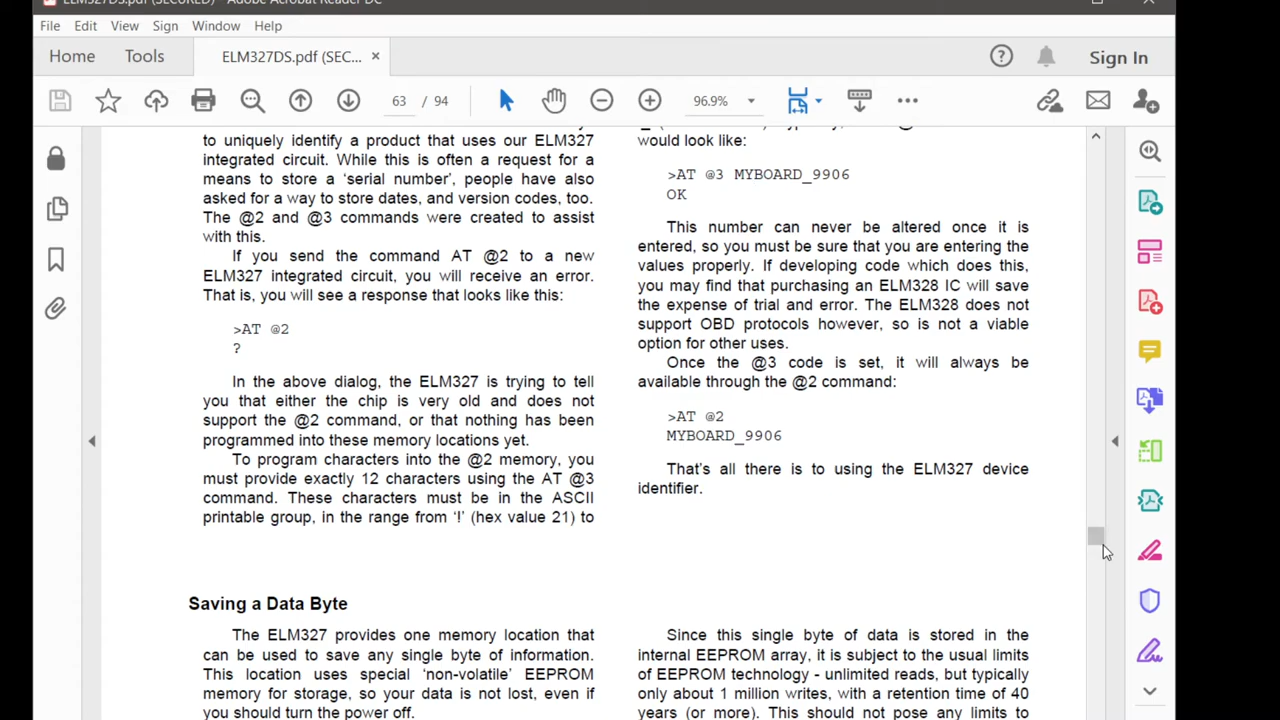 ELM327DS.pdf (SECURED) - Adobe Acrobat Reader DC
File Edit View Sign Window Help
Home Tools ELM327DS.pdf (SEC... × Sign In
63 / 94 96.9%
to uniquely identify a product that uses our ELM327
integrated circuit. While this is often a request for a
means to store a ‘serial number’, people have also
asked for a way to store dates, and version codes, too.
The @2 and @3 commands were created to assist
with this.
If you send the command AT @2 to a new
ELM327 integrated circuit, you will receive an error.
That is, you will see a response that looks like this:
>AT @2
?
In the above dialog, the ELM327 is trying to tell
you that either the chip is very old and does not
support the @2 command, or that nothing has been
programmed into these memory locations yet.
To program characters into the @2 memory, you
must provide exactly 12 characters using the AT @3
command. These characters must be in the ASCII
printable group, in the range from ‘!’ (hex value 21) to
would look like:
>AT @3 MYBOARD_9906
OK
This number can never be altered once it is
entered, so you must be sure that you are entering the
values properly. If developing code which does this,
you may find that purchasing an ELM328 IC will save
the expense of trial and error. The ELM328 does not
support OBD protocols however, so is not a viable
option for other uses.
Once the @3 code is set, it will always be
available through the @2 command:
>AT @2
MYBOARD_9906
That’s all there is to using the ELM327 device
identifier.
Saving a Data Byte
The ELM327 provides one memory location that
can be used to save any single byte of information.
This location uses special ‘non-volatile’ EEPROM
memory for storage, so your data is not lost, even if
you should turn the power off.
Since this single byte of data is stored in the
internal EEPROM array, it is subject to the usual limits
of EEPROM technology - unlimited reads, but typically
only about 1 million writes, with a retention time of 40
years (or more). This should not pose any limits to